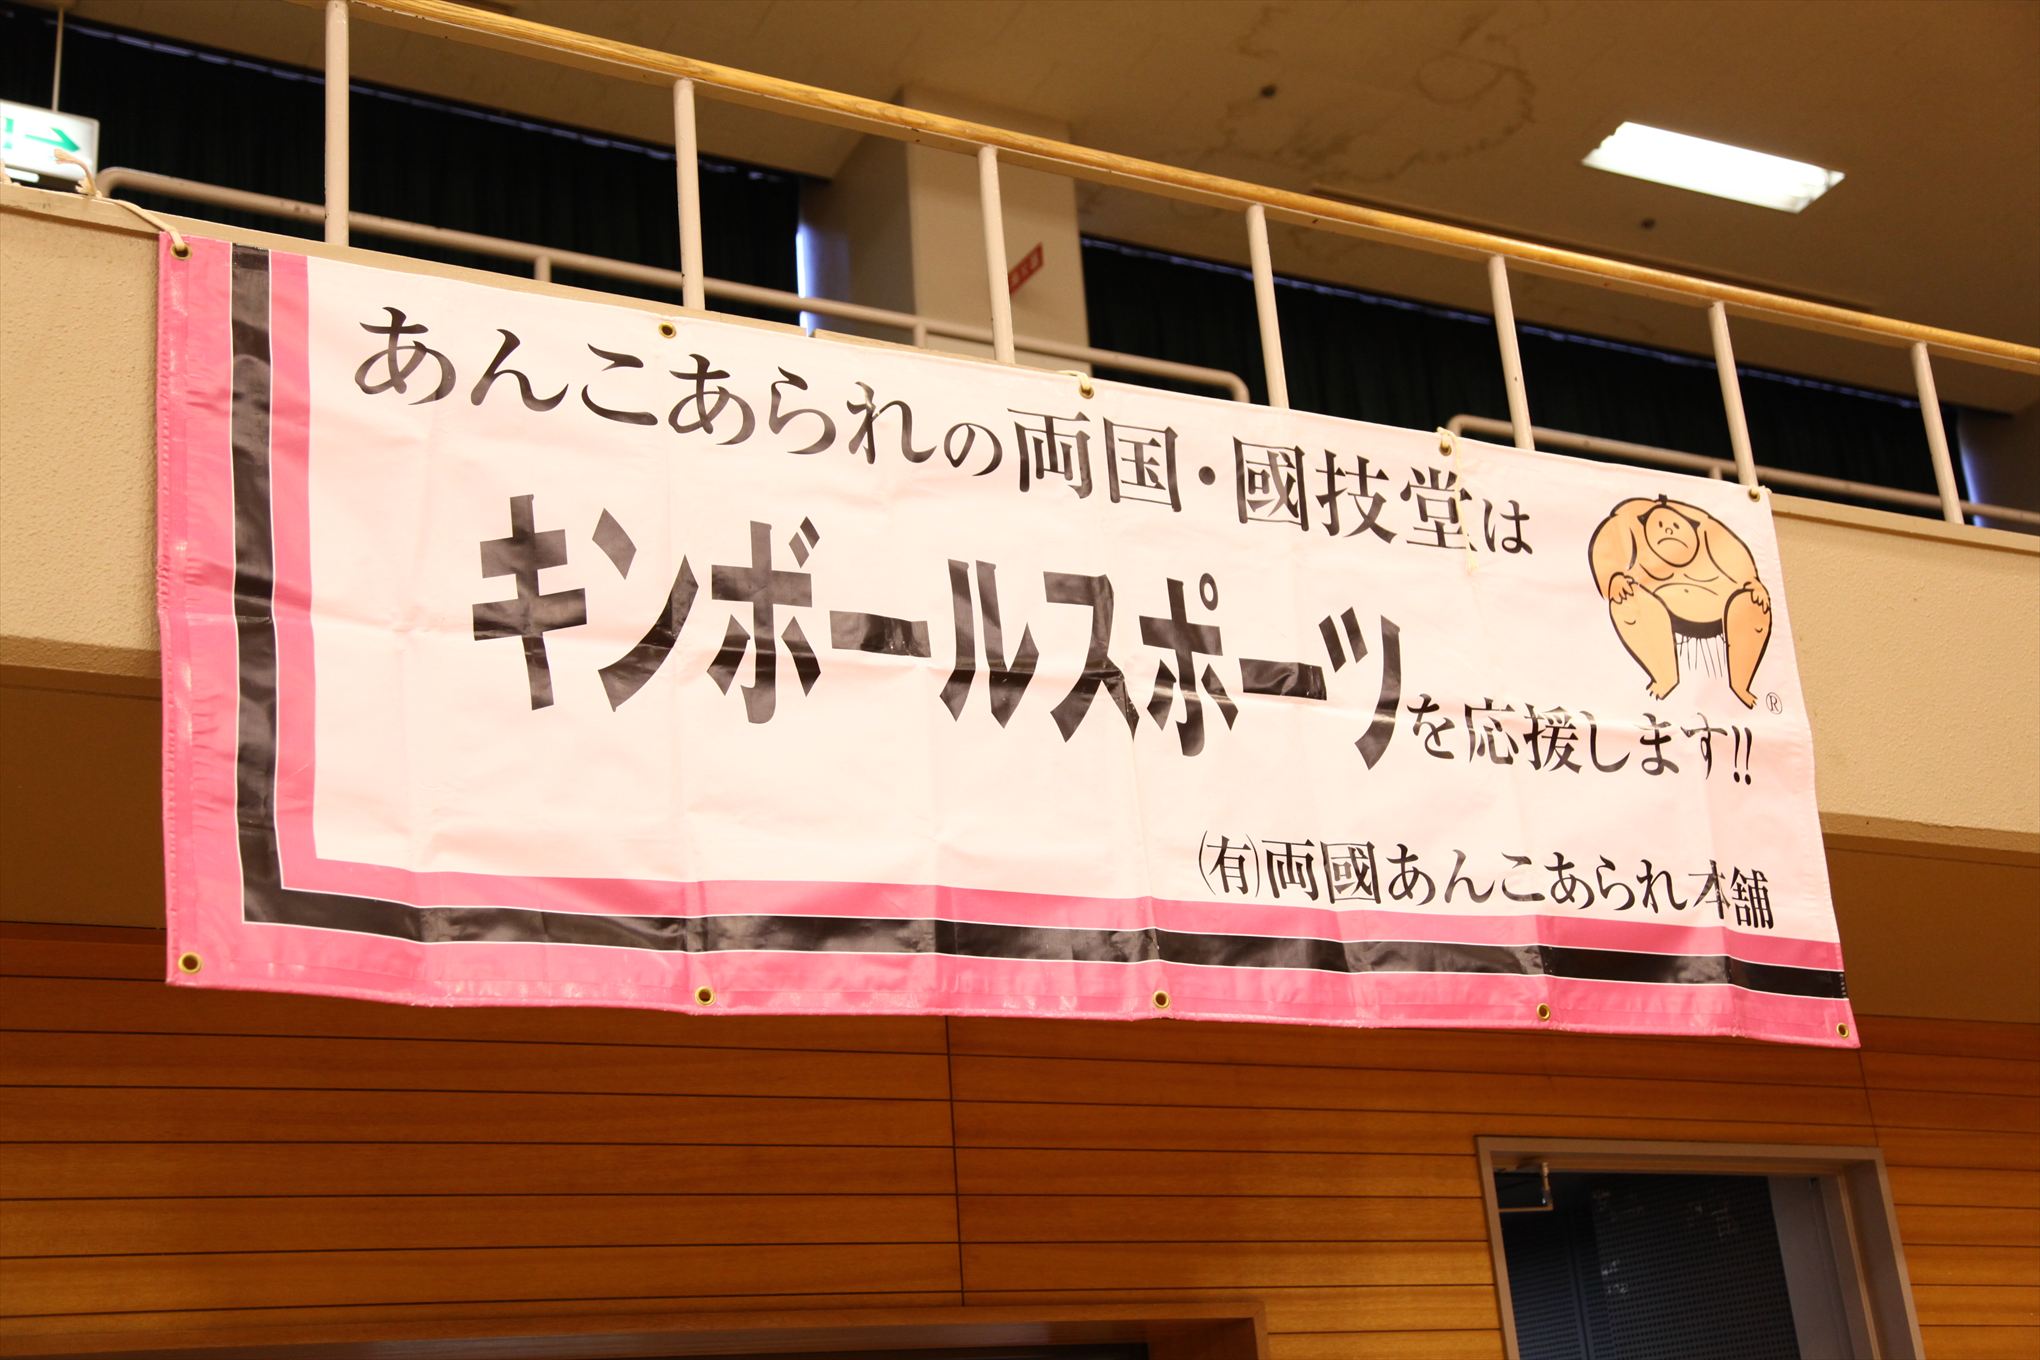 あんこあられの両国・國技堂は
キンボールスポーツを応援します!!
®
㈲両國あんこあられ本舗